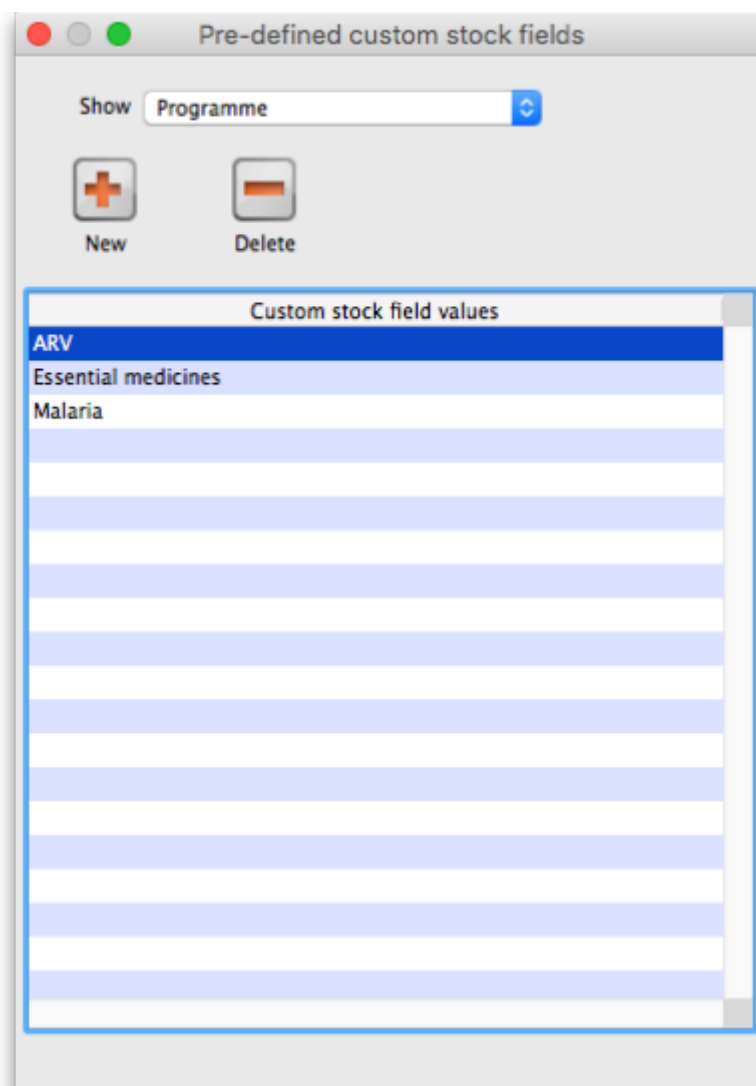 Pre-defined custom stock fields
Show Programme
New Delete
Custom stock field values
ARV
Essential medicines
Malaria